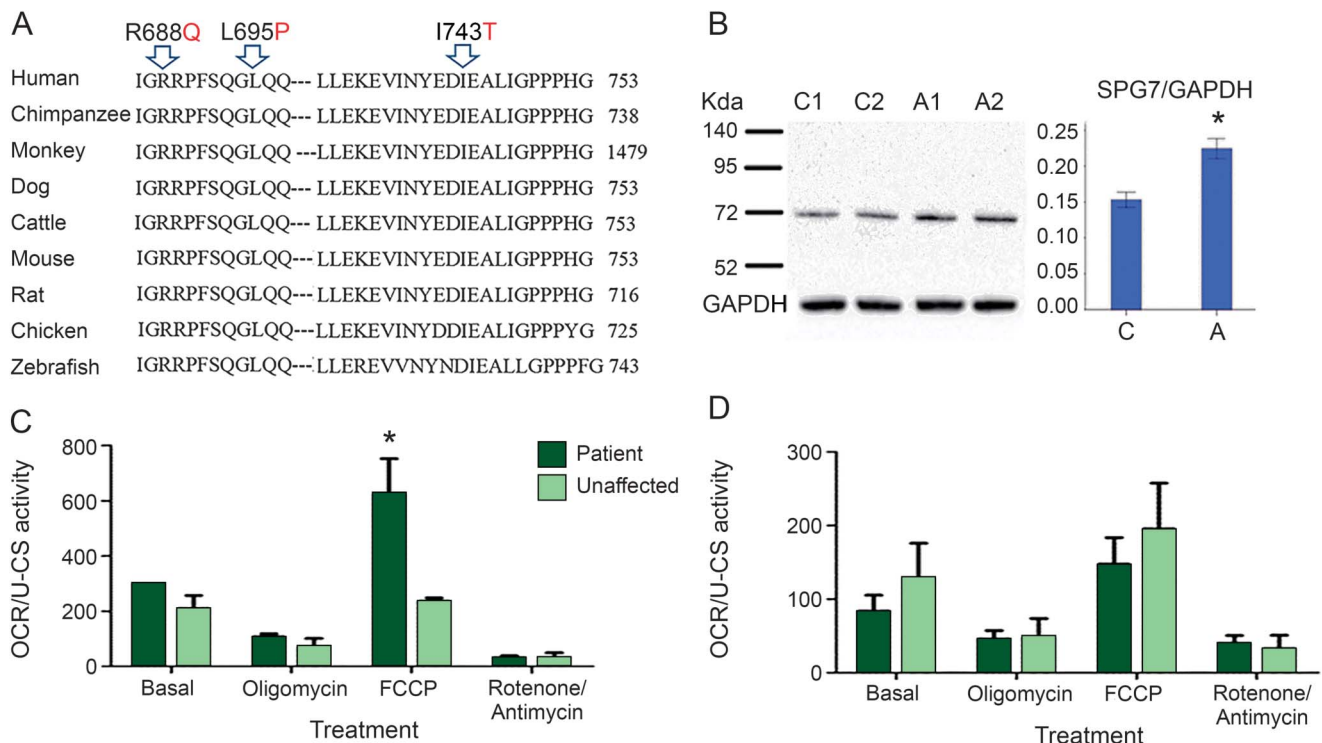 A
R688Q L695P I743T
Human IGRRPFSQGLQQ--- LLEKEVINYEDIEALIGPPPHG 753
Chimpanzee IGRRPFSQGLQQ--- LLEKEVINYEDIEALIGPPPHG 738
Monkey IGRRPFSQGLQQ--- LLEKEVINYEDIEALIGPPPHG 1479
Dog IGRRPFSQGLQQ--- LLEKEVINYEDIEALIGPPPHG 753
Cattle IGRRPFSQGLQQ--- LLEKEVINYEDIEALIGPPPHG 753
Mouse IGRRPFSQGLQQ--- LLEKEVINYEDIEALIGPPPHG 753
Rat IGRRPFSQGLQQ--- LLEKEVINYEDIEALIGPPPHG 716
Chicken IGRRPFSQGLQQ--- LLEKEVINYDDIEALIGPPPYG 725
Zebrafish IGRRPFSQGLQQ--- LLEREVVNYNDIEALLGPPPFG 743
B
Kda C1 C2 A1 A2
140
95
72
52
GAPDH
SPG7/GAPDH
*
0.25
0.20
0.15
0.10
0.05
0.00
C A
C
OCR/U-CS activity
800
600
400
200
0
*
Patient
Unaffected
Basal Oligomycin FCCP Rotenone/
Antimycin
Treatment
D
OCR/U-CS activity
300
200
100
0
Basal Oligomycin FCCP Rotenone/
Antimycin
Treatment